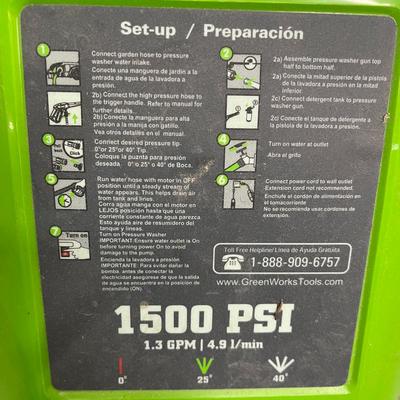 Set-up / Preparación
1
Connect garden hose to pressure
washer water intake.
Conecte una manguera de jardín a la
entrada de agua de la lavadora a
presión.
2b) Connect the high pressure hose to
the trigger handle. Refer to manual for
further details.
2b) Conecte la manguera de alta
presión a la manija con gatillo.
Vea otros detalles en el manual.
3
Click
Connect desired pressure tip:
0°or 25°or 40° Tip.
Coloque la puznta para presión
deseada. 0°o 25° o 40° de Boca.
5
Run water hose with motor in OFF
position until a steady stream of
water appears. This helps drain air
from tank and lines.
Corra agua manga con el motor en
LEJOS posición hasta que una
corriente constante de agua parezca.
Esto ayuda aire de resumidero del
tanque y líneas.
7
Turn on
Turn on Pressure Washer
IMPORTANT:Ensure water outlet is On
before turning Power On to avoid
damage to the pump.
Encienda la lavadora a presión
IMPORTANTE: Para evitar dañar la
bomba, antes de conectar la
electricidad asegorese de que la salida
de agua se encuentra en la posición de
encendido (ON).
2
2a) Assemble pressure washer gun top
half to bottom half.
2a) Conecte la mitad superior de la pistola
de la lavadora a presión en la mitad
inferior.
2c) Connect detergent tank to pressure
washer gun.
2c) Conecte el tanque de detergente a
la pistola de lavadora a presión.
4
Turn on water at outlet
Abra el grifo
6
Connect power cord to wall outlet
Extension cord not recommended.
Enchufe el cordón de alimentación en
el tomacorriente
No se recomienda usar cordones de
extensión.
Toll Free Helpline/Línea de Ayuda Gratuita
1-888-909-6757
www.GreenWorksTools.com
1500 PSI
1.3 GPM | 4.9 l/min
0° 25° 40°